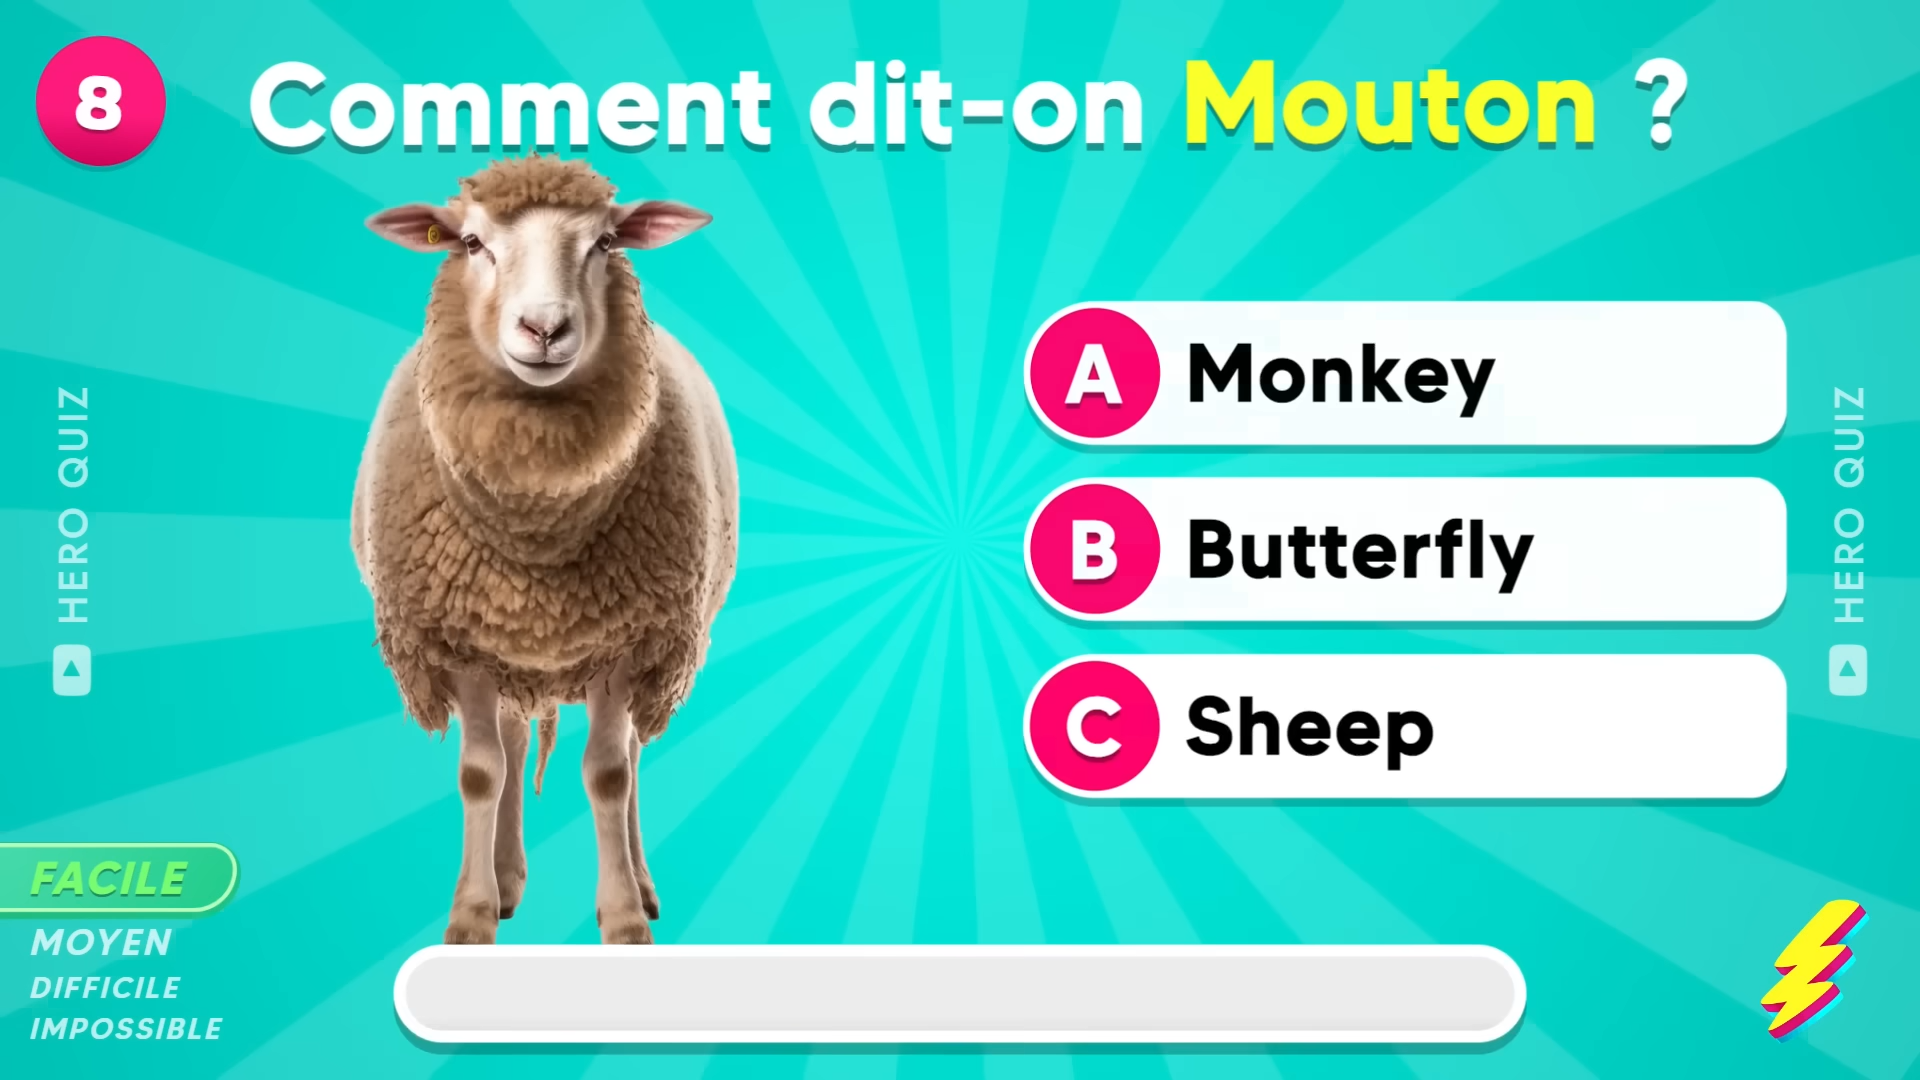 8
Comment dit-on Mouton ?
A Monkey
B Butterfly
C Sheep
HERO QUIZ
HERO QUIZ
FACILE
MOYEN
DIFFICILE
IMPOSSIBLE